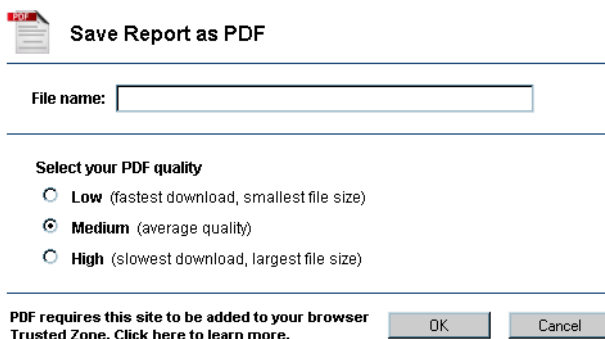 PDF
Save Report as PDF
File name:
Select your PDF quality
Low (fastest download, smallest file size)
Medium (average quality)
High (slowest download, largest file size)
PDF requires this site to be added to your browser
Trusted Zone. Click here to learn more.
OK
Cancel